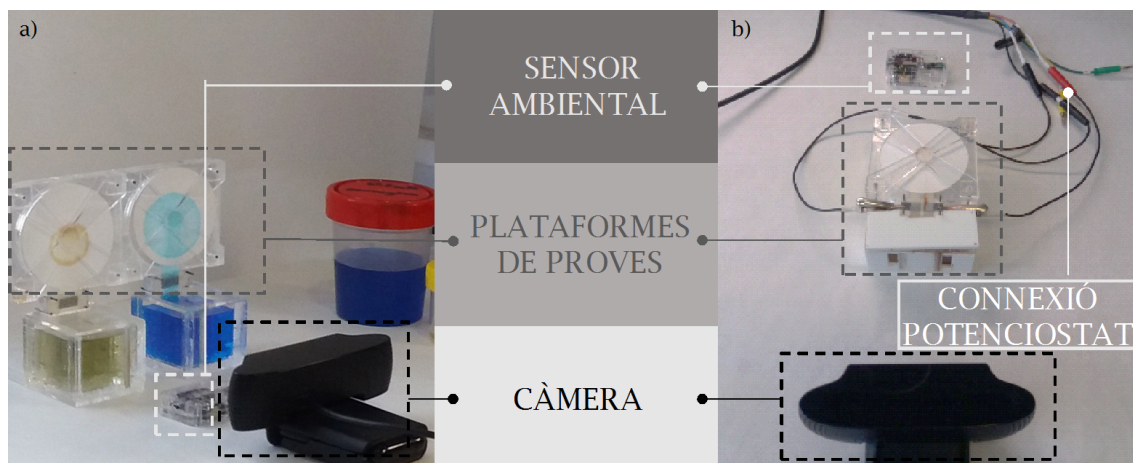 a)
SENSOR
AMBIENTAL
b)
PLATAFORMES
DE PROVES
CONNEXIÓ
POTENCIOSTAT
CÀMERA